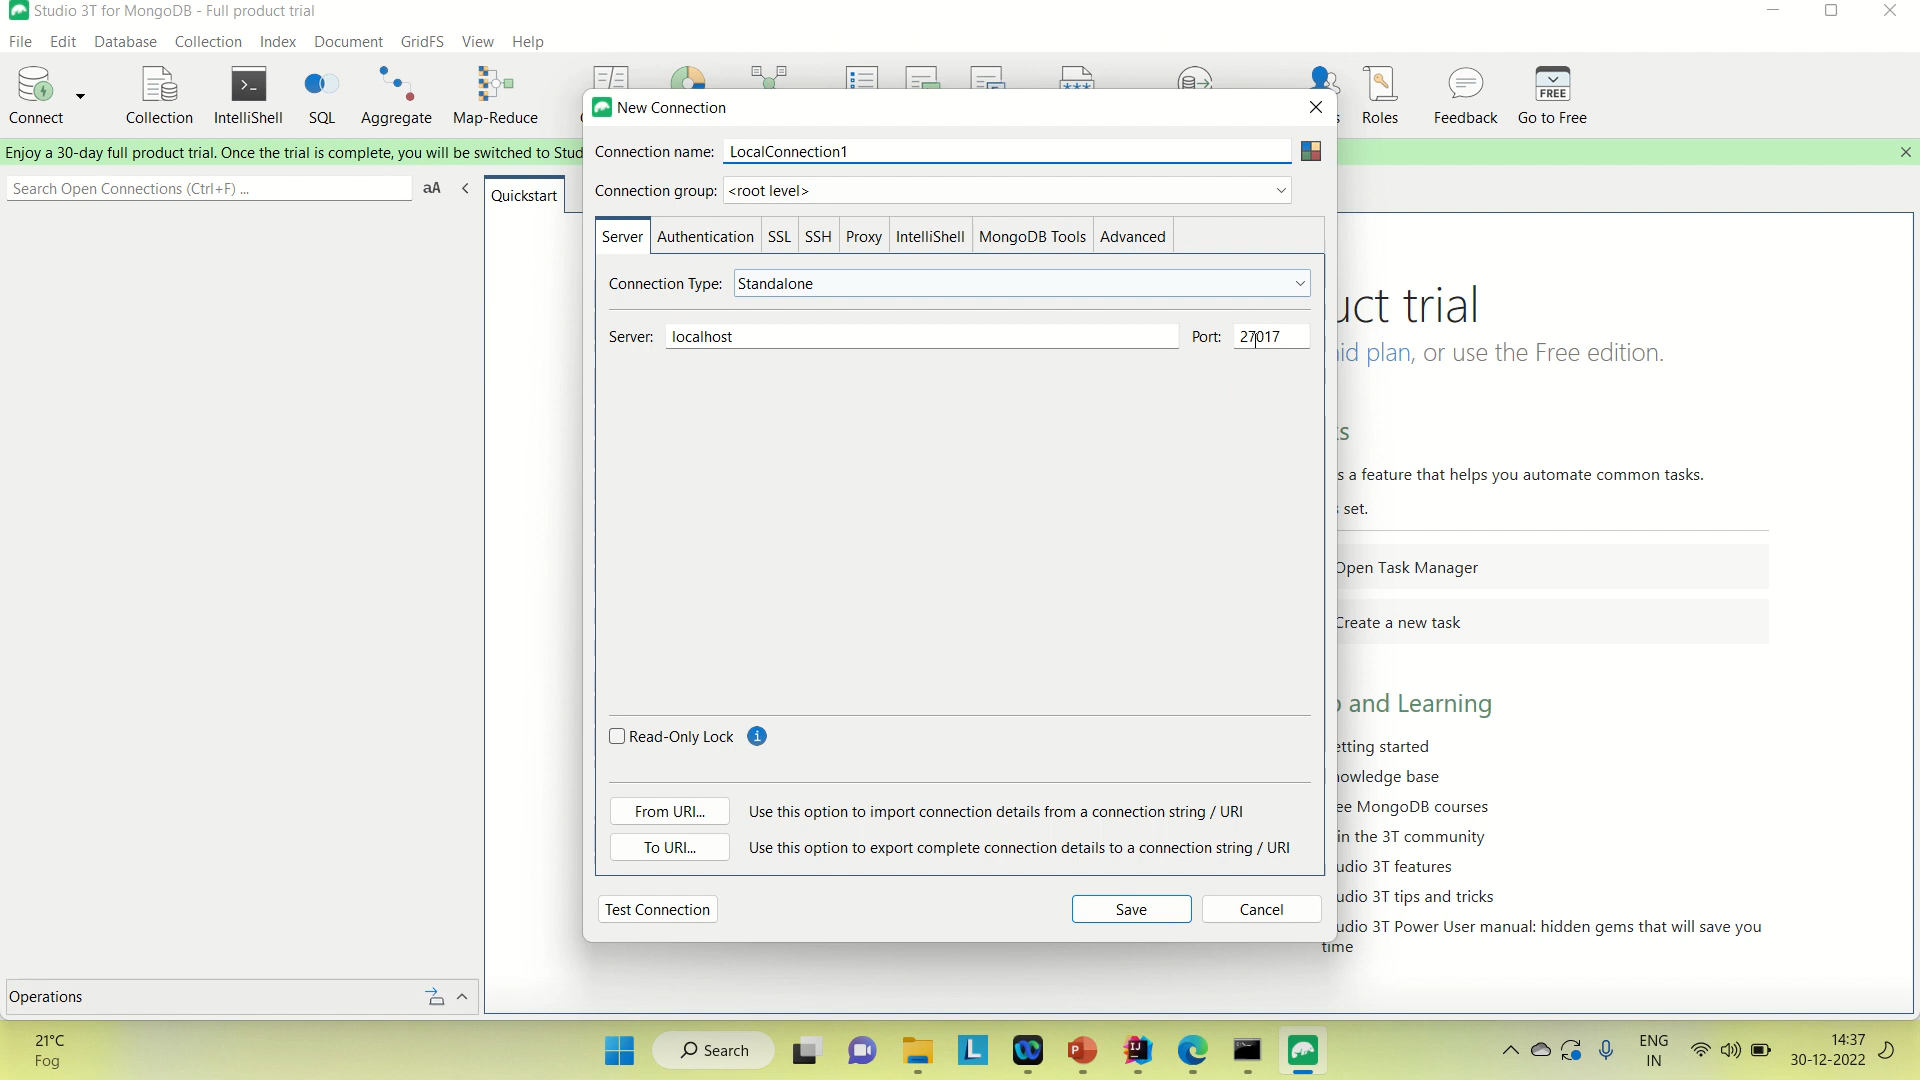 Studio 3T for MongoDB - Full product trial
File Edit Database Collection Index Document GridFS View Help
Connect Collection IntelliShell SQL Aggregate Map-Reduce Roles Feedback Go to Free
FREE
Enjoy a 30-day full product trial. Once the trial is complete, you will be switched to Stud
Search Open Connections (Ctrl+F) ... aA
Quickstart
New Connection
Connection name: LocalConnection1
Connection group: <root level>
Server Authentication SSL SSH Proxy IntelliShell MongoDB Tools Advanced
Connection Type: Standalone
Server: localhost Port: 27017
Read-Only Lock
From URI... Use this option to import connection details from a connection string / URI
To URI... Use this option to export complete connection details to a connection string / URI
Test Connection Save Cancel
uct trial
id plan, or use the Free edition.
s a feature that helps you automate common tasks.
set.
Open Task Manager
Create a new task
and Learning
etting started
owledge base
ee MongoDB courses
in the 3T community
udio 3T features
udio 3T tips and tricks
udio 3T Power User manual: hidden gems that will save you
time
Operations
21°C
Fog
Search
ENG
IN
14:37
30-12-2022